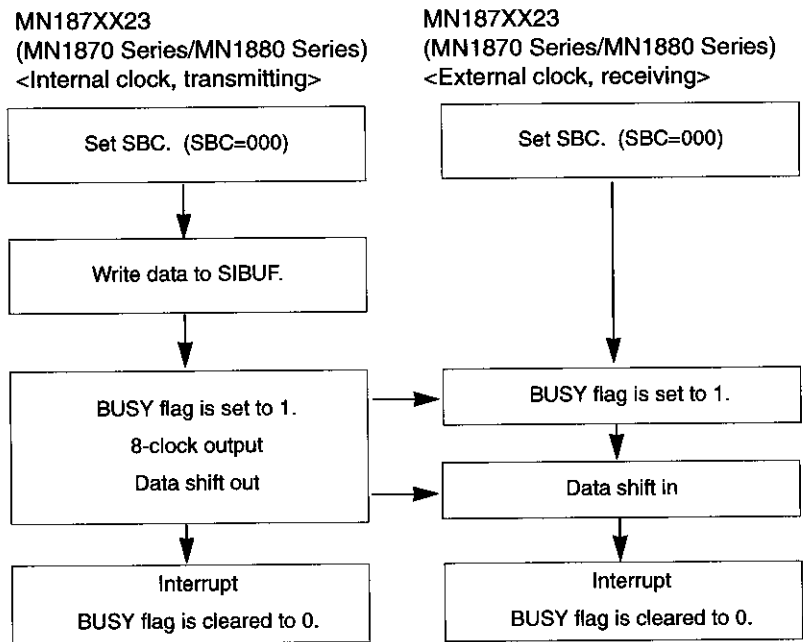 MN187XX23
(MN1870 Series/MN1880 Series)
<Internal clock, transmitting>
Set SBC. (SBC=000)
Write data to SIBUF.
BUSY flag is set to 1.
8-clock output
Data shift out
Interrupt
BUSY flag is cleared to 0.
MN187XX23
(MN1870 Series/MN1880 Series)
<External clock, receiving>
Set SBC. (SBC=000)
BUSY flag is set to 1.
Data shift in
Interrupt
BUSY flag is cleared to 0.